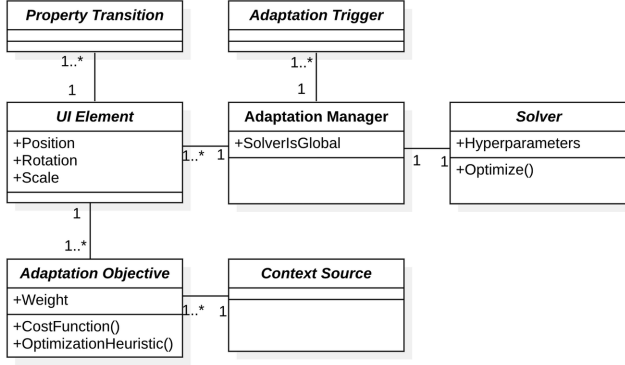 Property Transition
Adaptation Trigger
1..*
1
1..*
1
UI Element
+Position
+Rotation
+Scale
Adaptation Manager
+SolverIsGlobal
Solver
+Hyperparameters
+Optimize()
1..*
1
1
1
1
1..*
Adaptation Objective
+Weight
+CostFunction()
+OptimizationHeuristic()
Context Source
1..*
1